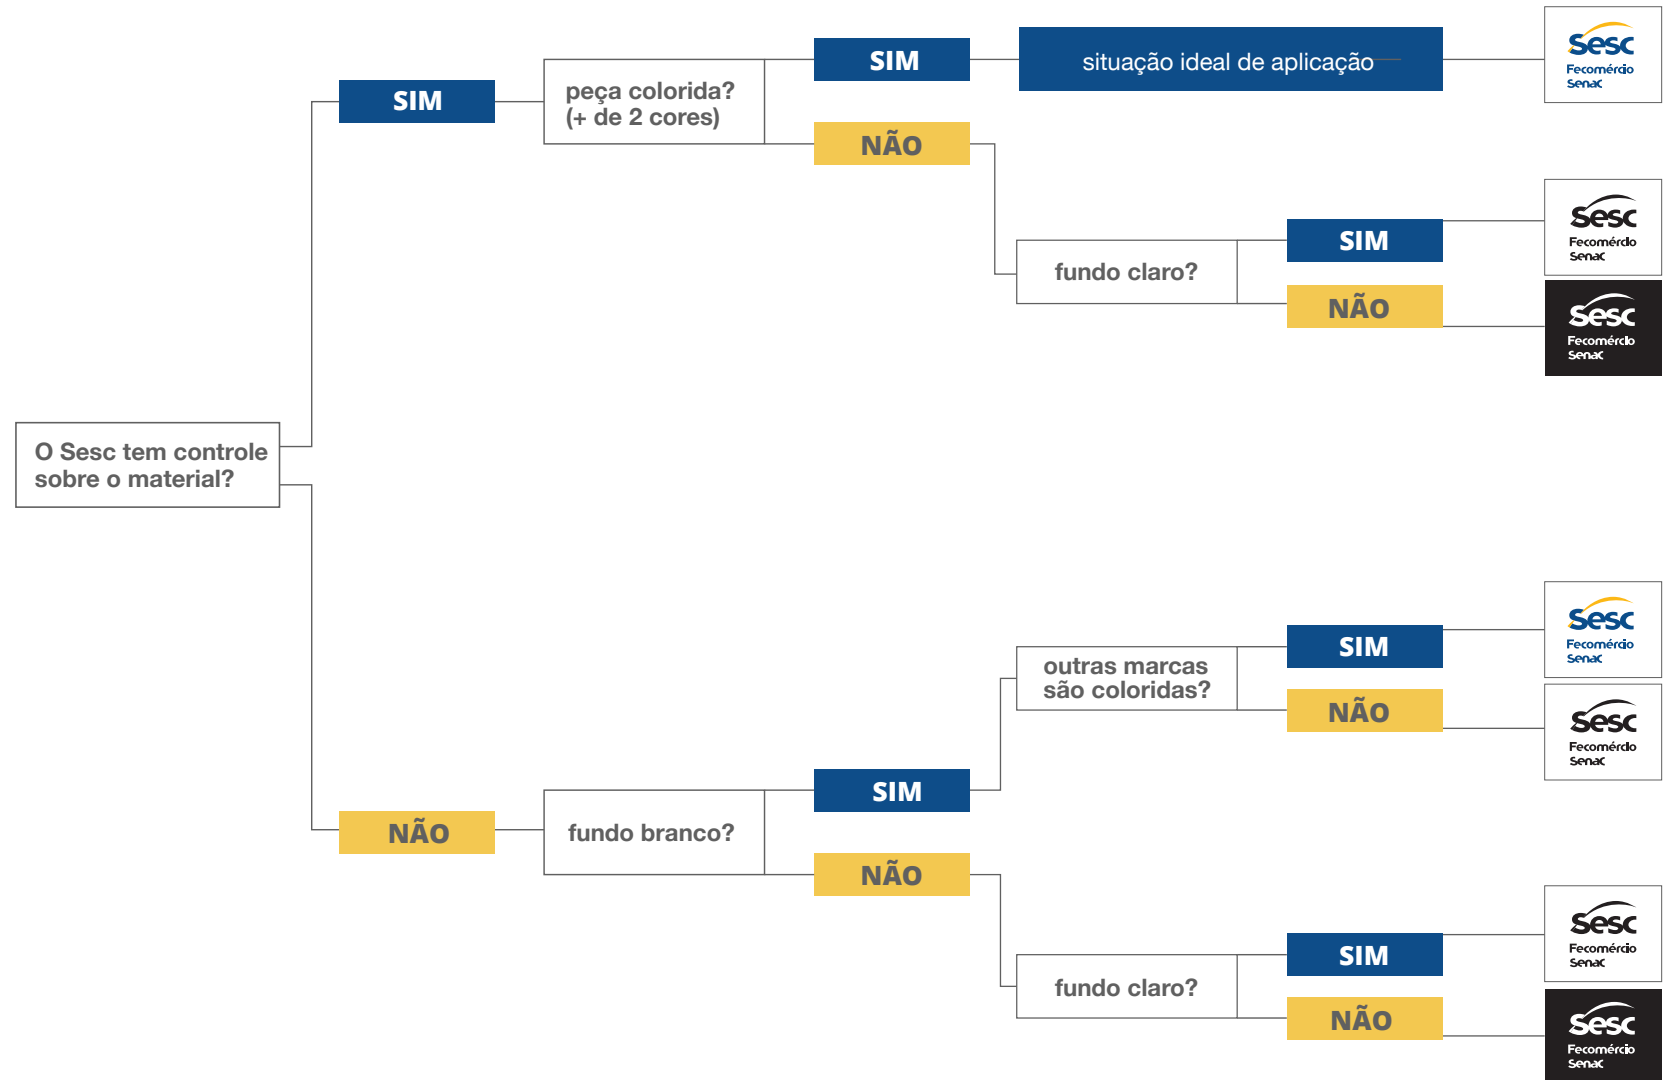 SIM
peça colorida?
(+ de 2 cores)
SIM
situação ideal de aplicação
Sesc
Fecomércio
Senac
NÃO
fundo claro?
SIM
Sesc
Fecomércio
Senac
NÃO
Sesc
Fecomércio
Senac
O Sesc tem controle
sobre o material?
NÃO
fundo branco?
SIM
outras marcas
são coloridas?
SIM
Sesc
Fecomércio
Senac
NÃO
Sesc
Fecomércio
Senac
NÃO
fundo claro?
SIM
Sesc
Fecomércio
Senac
NÃO
Sesc
Fecomércio
Senac